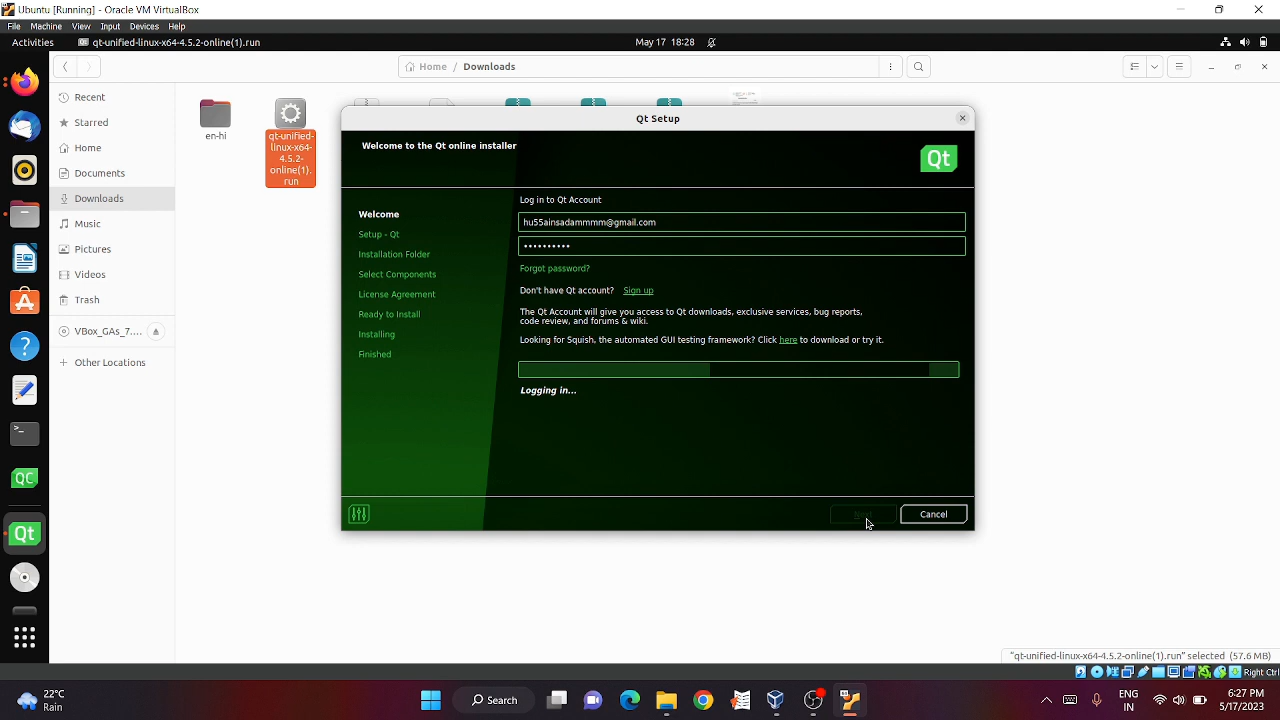 Ubuntu [Running] - Oracle VM VirtualBox
File Machine View Input Devices Help
Activities qt-unified-linux-x64-4.5.2-online(1).run May 17 18:28
Home / Downloads
Recent
Starred
Home
Documents
Downloads
Music
Pictures
Videos
Trash
VBox_GAs_7....
Other Locations
en-hi
qt-unified-
linux-x64-
4.5.2-
online(1).
run
Qt Setup
Welcome to the Qt online installer
Qt
Welcome
Setup - Qt
Installation Folder
Select Components
License Agreement
Ready to Install
Installing
Finished
Log in to Qt Account
hu55ainsadammmm@gmail.com
••••••••••
Forgot password?
Don't have Qt account? Sign up
The Qt Account will give you access to Qt downloads, exclusive services, bug reports,
code review, and forums & wiki.
Looking for Squish, the automated GUI testing framework? Click here to download or try it.
Logging in...
Cancel
QC
Qt
"qt-unified-linux-x64-4.5.2-online(1).run" selected (57.6 MB)
Right Ctrl
22°C
Rain
Search
ENG
IN
6:27 PM
5/17/2023